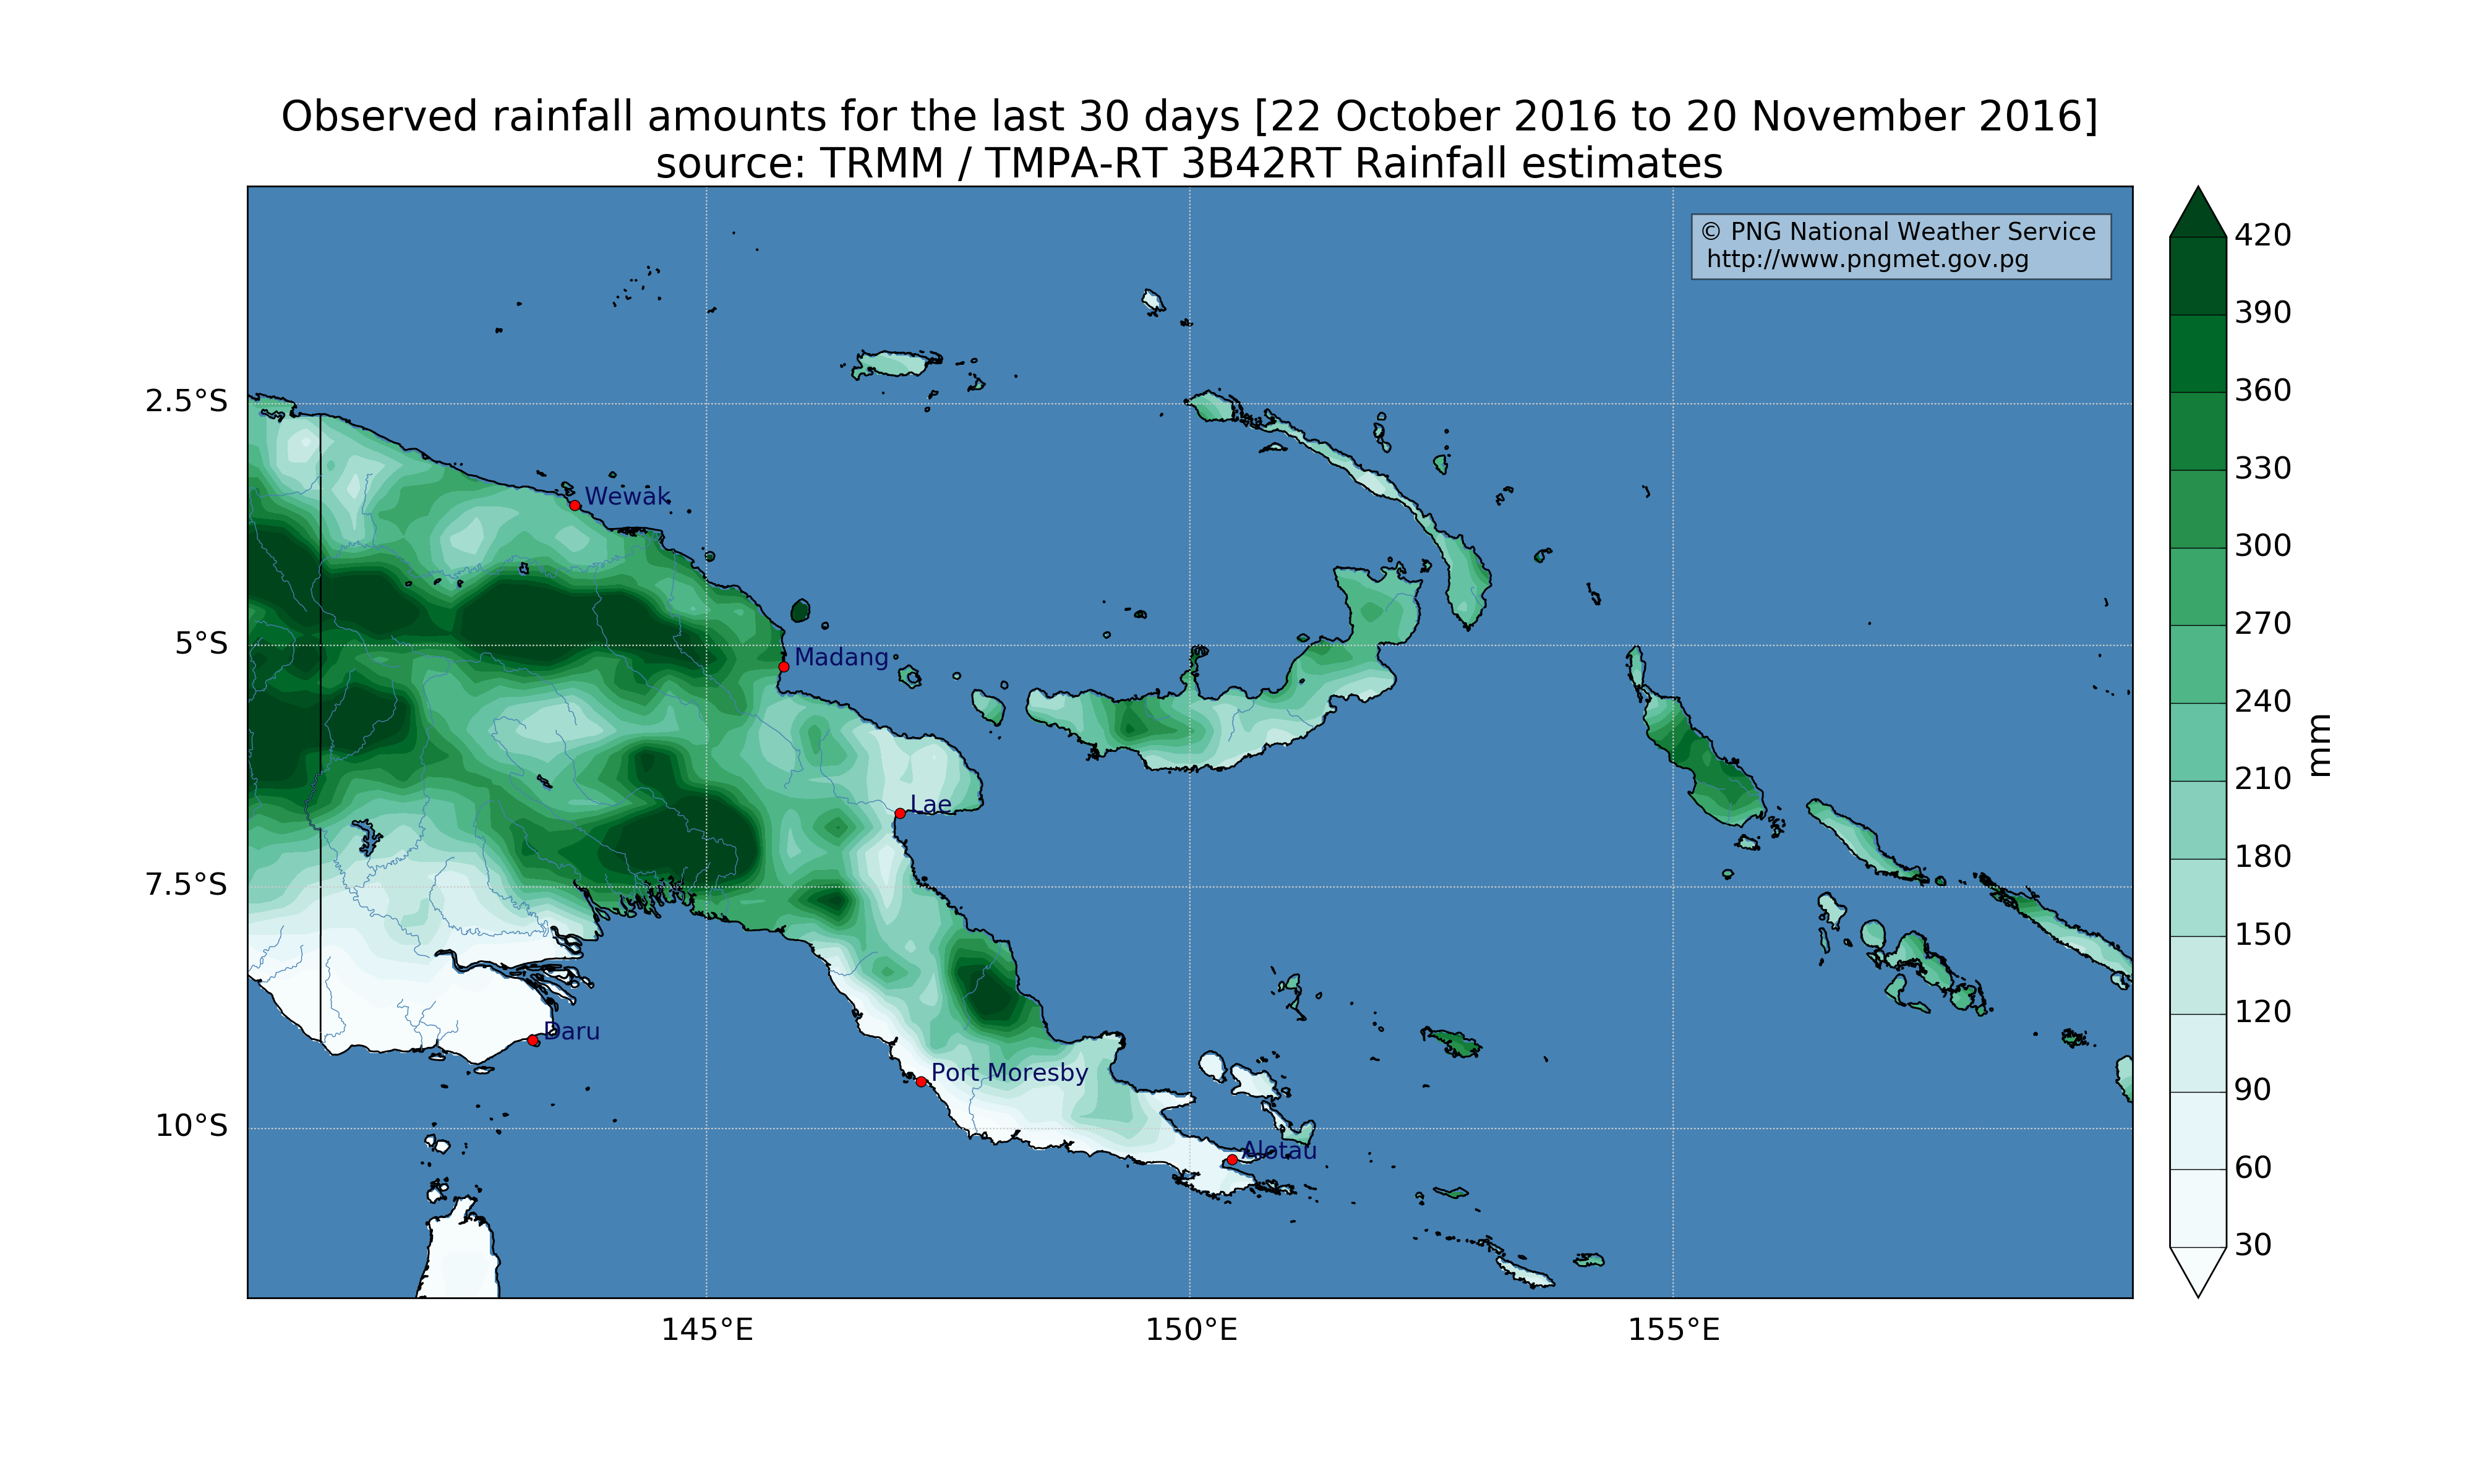 Observed rainfall amounts for the last 30 days [22 October 2016 to 20 November 2016]
source: TRMM / TMPA-RT 3B42RT Rainfall estimates
© PNG National Weather Service
http://www.pngmet.gov.pg
420
390
360
330
300
270
240
210
180
150
120
90
60
30
mm
2.5°S
5°S
7.5°S
10°S
Wewak
Madang
Lae
Daru
Port Moresby
Alotau
145°E
150°E
155°E